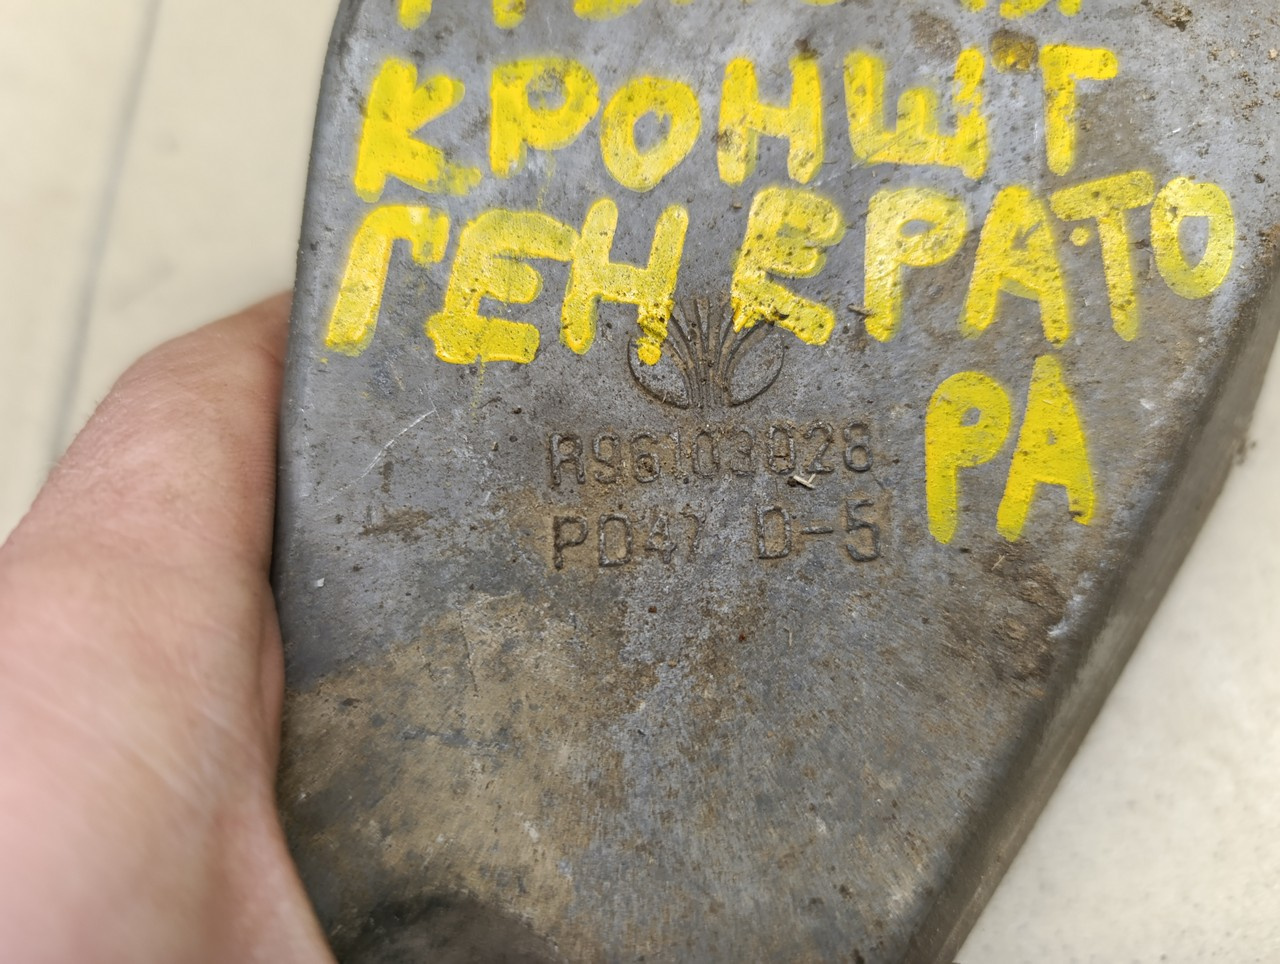 КРОНШТ
ГЕНЕРАТО
РА
R96103028
PD47 D-5